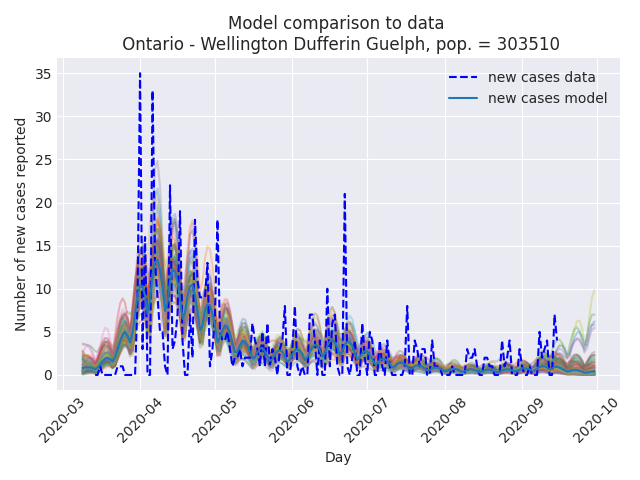 Model comparison to data
Ontario - Wellington Dufferin Guelph, pop. = 303510
new cases data
new cases model
Number of new cases reported
35
30
25
20
15
10
5
0
2020-03
2020-04
2020-05
2020-06
2020-07
2020-08
2020-09
2020-10
Day